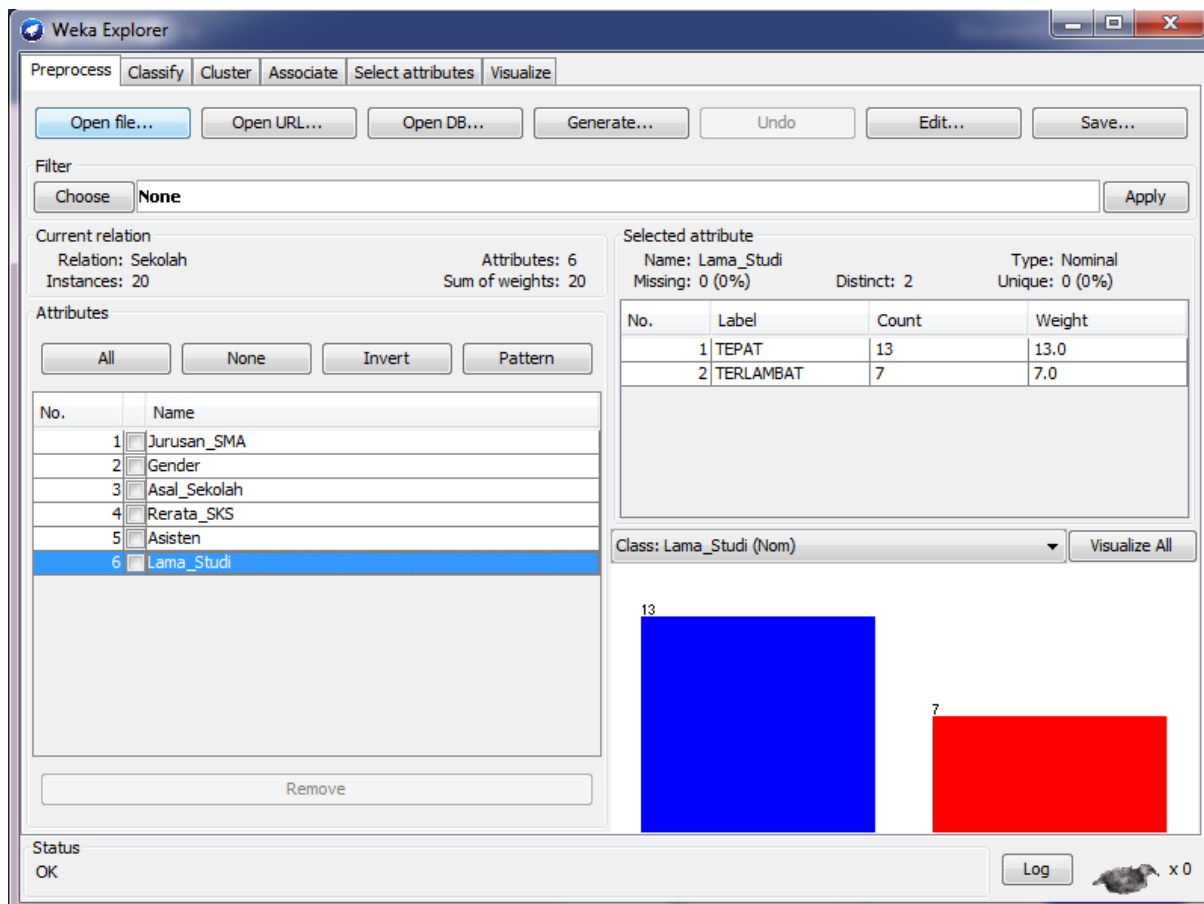 Weka Explorer
Preprocess Classify Cluster Associate Select attributes Visualize
Open file... Open URL... Open DB... Generate... Undo Edit... Save...
Filter
Choose None Apply
Current relation
Relation: Sekolah Attributes: 6
Instances: 20 Sum of weights: 20
Attributes
All None Invert Pattern
No. Name
1 Jurusan_SMA
2 Gender
3 Asal_Sekolah
4 Rerata_SKS
5 Asisten
6 Lama_Studi
Remove
Selected attribute
Name: Lama_Studi Type: Nominal
Missing: 0 (0%) Distinct: 2 Unique: 0 (0%)
No. Label Count Weight
1 TEPAT 13 13.0
2 TERLAMBAT 7 7.0
Class: Lama_Studi (Nom) Visualize All
13
7
Status
OK
Log x 0